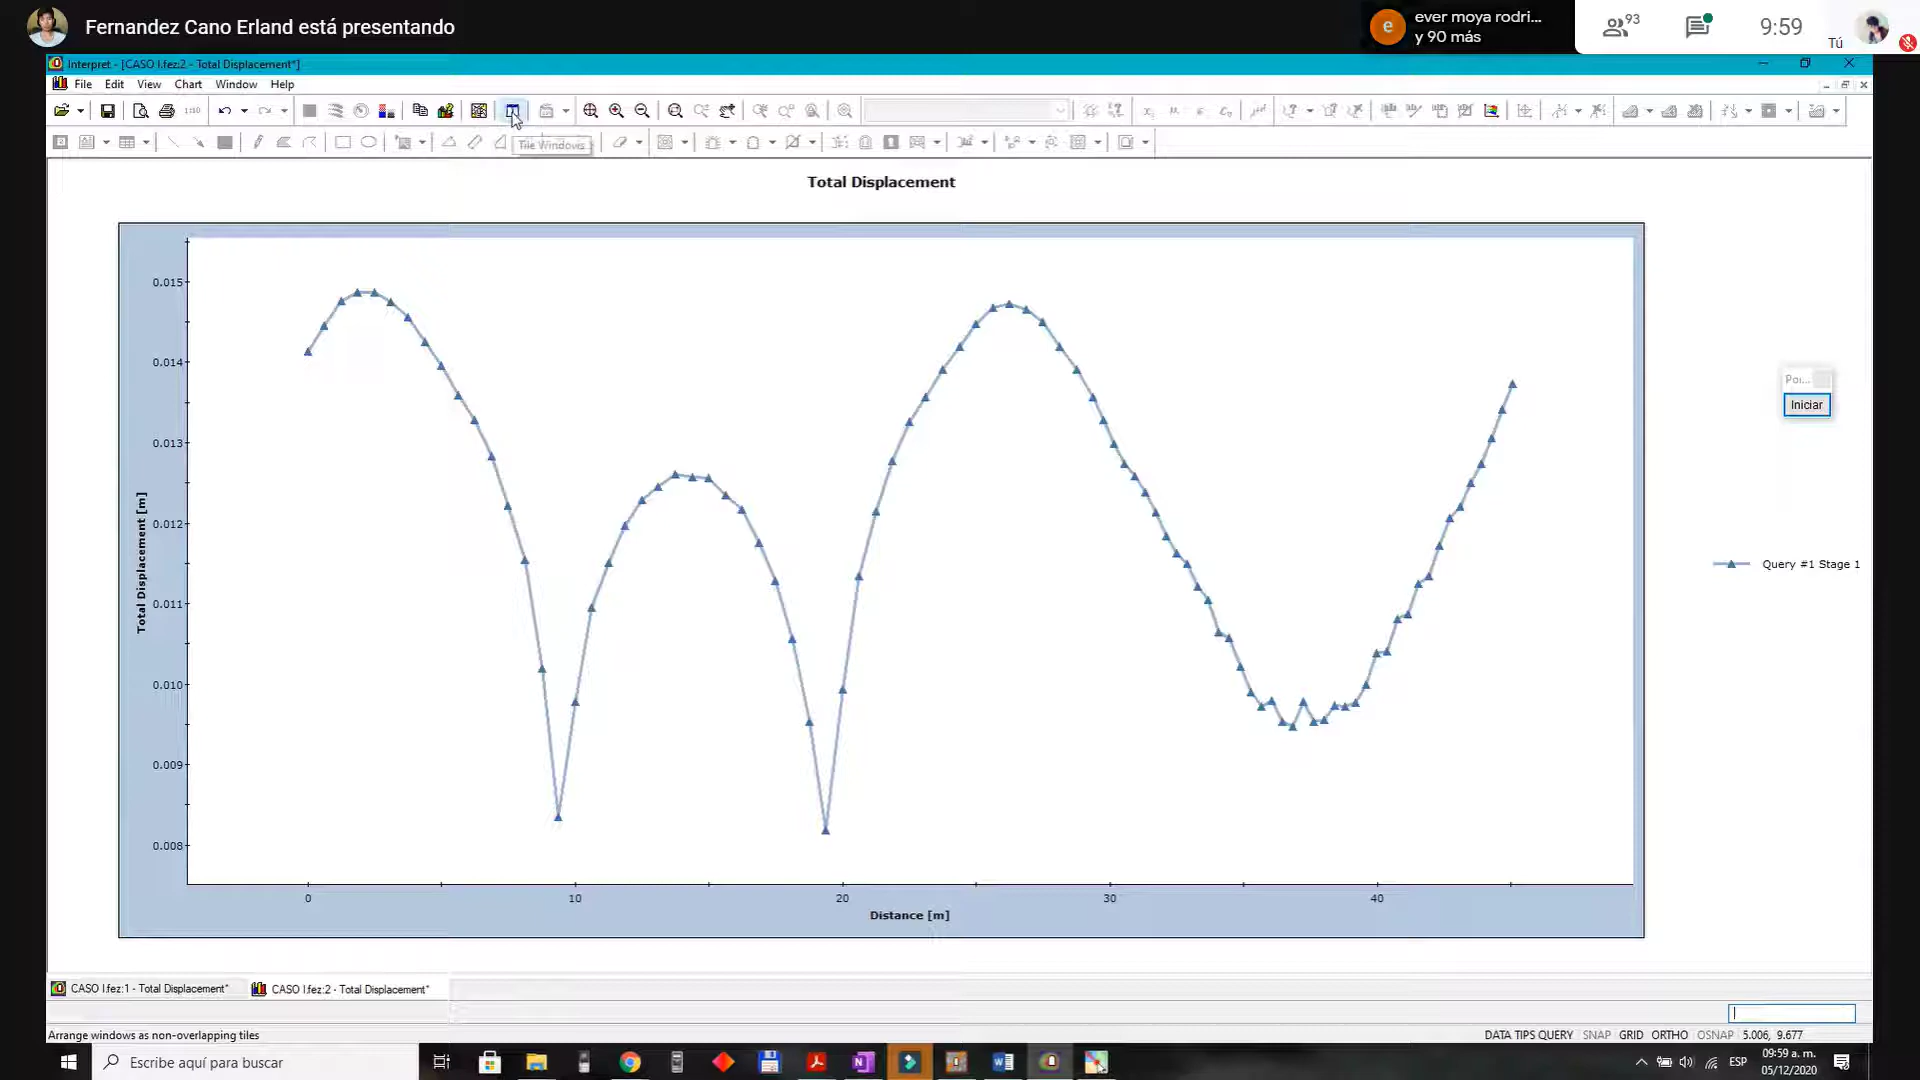 Fernandez Cano Erland está presentando
e
ever moya rodri...
y 90 más
93
9:59
Tú
Interpret - [CASO I.fez:2 - Total Displacement*]
File Edit View Chart Window Help
1:10
Tile Windows
Total Displacement
0.015
0.014
0.013
0.012
0.011
0.010
0.009
0.008
Total Displacement [m]
0 10 20 30 40
Distance [m]
Query #1 Stage 1
Poi...
Iniciar
CASO I.fez:1 - Total Displacement*
CASO I.fez:2 - Total Displacement*
Arrange windows as non-overlapping tiles
DATA TIPS QUERY SNAP GRID ORTHO OSNAP 5.006, 9.677
Escribe aquí para buscar
ESP
09:59 a. m.
05/12/2020